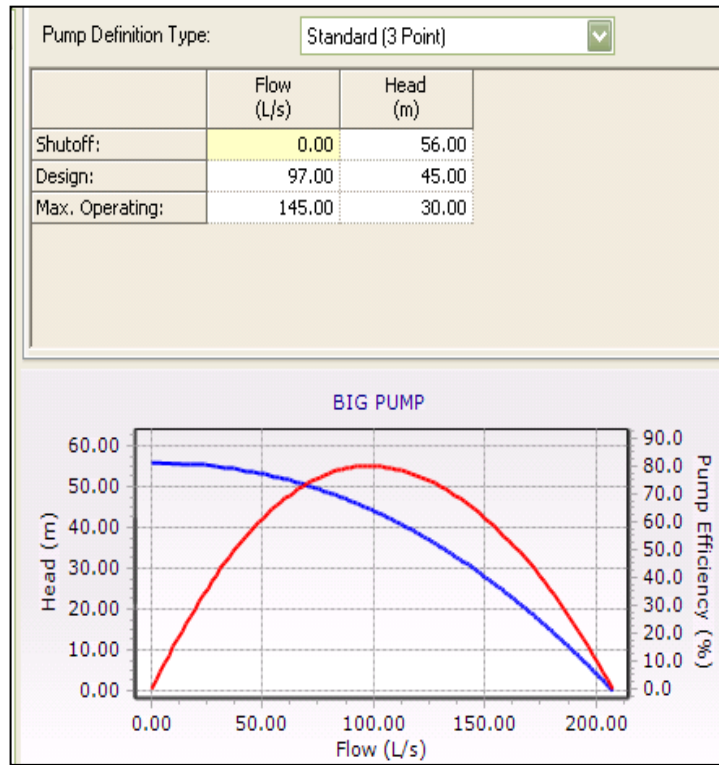 Pump Definition Type: Standard (3 Point)
Flow (L/s) Head (m)
Shutoff: 0.00 56.00
Design: 97.00 45.00
Max. Operating: 145.00 30.00
BIG PUMP
60.00 90.0
50.00 80.0
40.00 70.0
30.00 60.0
20.00 50.0
10.00 40.0
0.00 30.0
20.0
10.0
0.0
Head (m)
Pump Efficiency (%)
0.00 50.00 100.00 150.00 200.00
Flow (L/s)